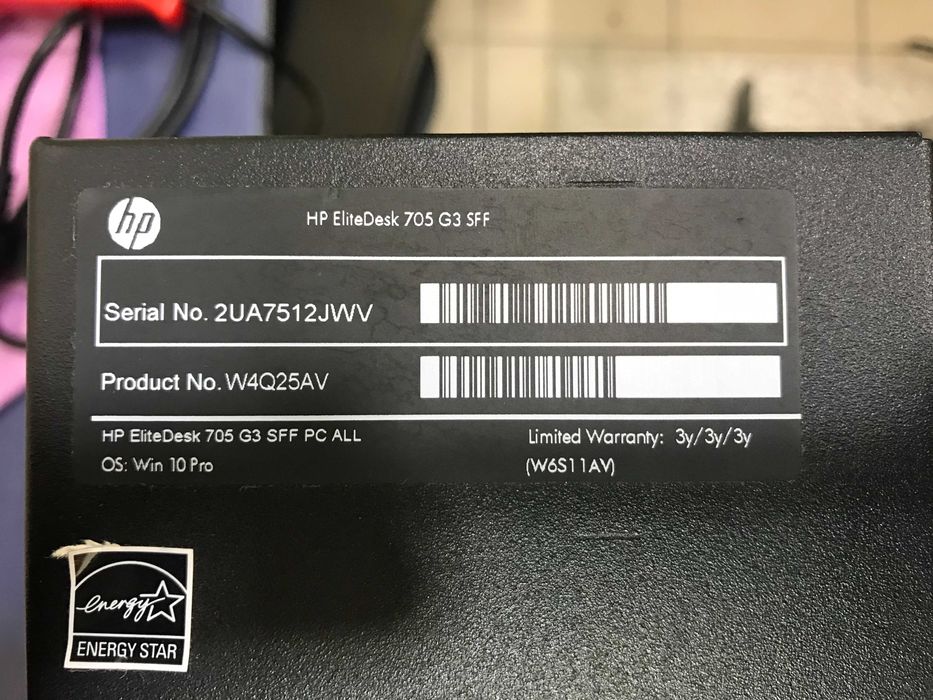 hp
HP EliteDesk 705 G3 SFF
Serial No. 2UA7512JWV
Product No. W4Q25AV
HP EliteDesk 705 G3 SFF PC ALL
Limited Warranty: 3y/3y/3y
OS: Win 10 Pro
(W6S11AV)
energy
ENERGY STAR